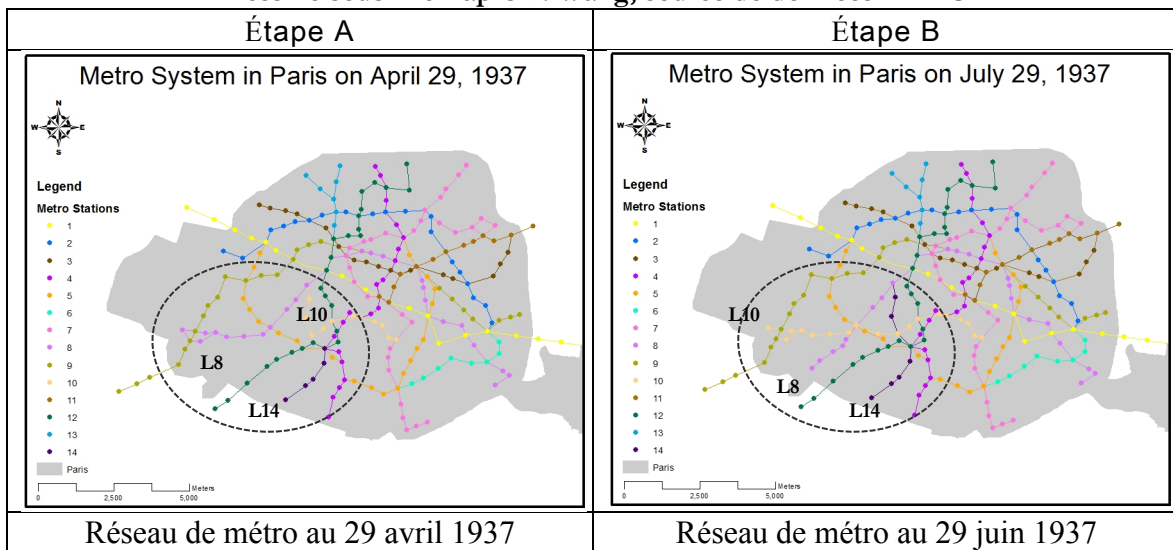 Étape A
Étape B
Metro System in Paris on April 29, 1937
N
W E
S
Legend
Metro Stations
1
2
3
4
5
6
7
8
9
10
11
12
13
14
Paris
Meters
0 2,500 5,000
L10
L8
L14
Metro System in Paris on July 29, 1937
N
W E
S
Legend
Metro Stations
1
2
3
4
5
6
7
8
9
10
11
12
13
14
Paris
Meters
0 2,500 5,000
L10
L8
L14
Réseau de métro au 29 avril 1937
Réseau de métro au 29 juin 1937